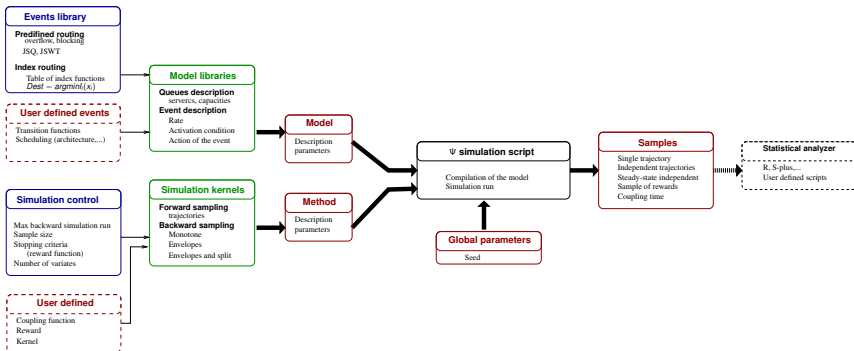 Events library
Predifined routing
overflow, blocking
JSQ, JSWT
Index routing
Table of index functions
Dest − argminIᵢ(xᵢ)
User defined events
Transition functions
Scheduling (architecture,...)
Model libraries
Queues description
servercs, capacities
Event description
Rate
Activation condition
Action of the event
Model
Description
parameters
Simulation control
Max backward simulation run
Sample size
Stopping criteria
(reward function)
Number of variates
User defined
Coupling function
Reward
Kernel
Simulation kernels
Forward sampling
trajectories
Backward sampling
Monotone
Envelopes
Envelopes and split
Method
Description
parameters
Ψ simulation script
Compilation of the model
Simulation run
Global parameters
Seed
Samples
Single trajectory
Independent trajectories
Steady-state independent
Sample of rewards
Coupling time
Statistical analyzer
R, S-plus,...
User defined scripts